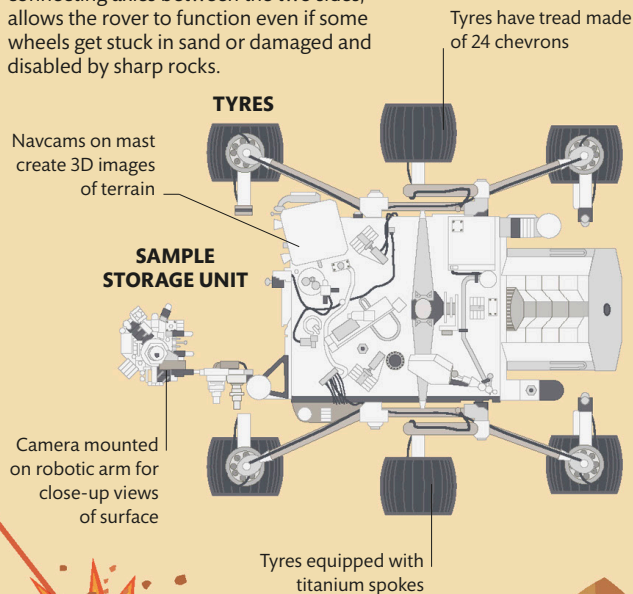 allows the rover to function even if some
wheels get stuck in sand or damaged and
disabled by sharp rocks.
Tyres have tread made
of 24 chevrons
TYRES
Navcams on mast
create 3D images
of terrain
SAMPLE
STORAGE UNIT
Camera mounted
on robotic arm for
close-up views
of surface
Tyres equipped with
titanium spokes